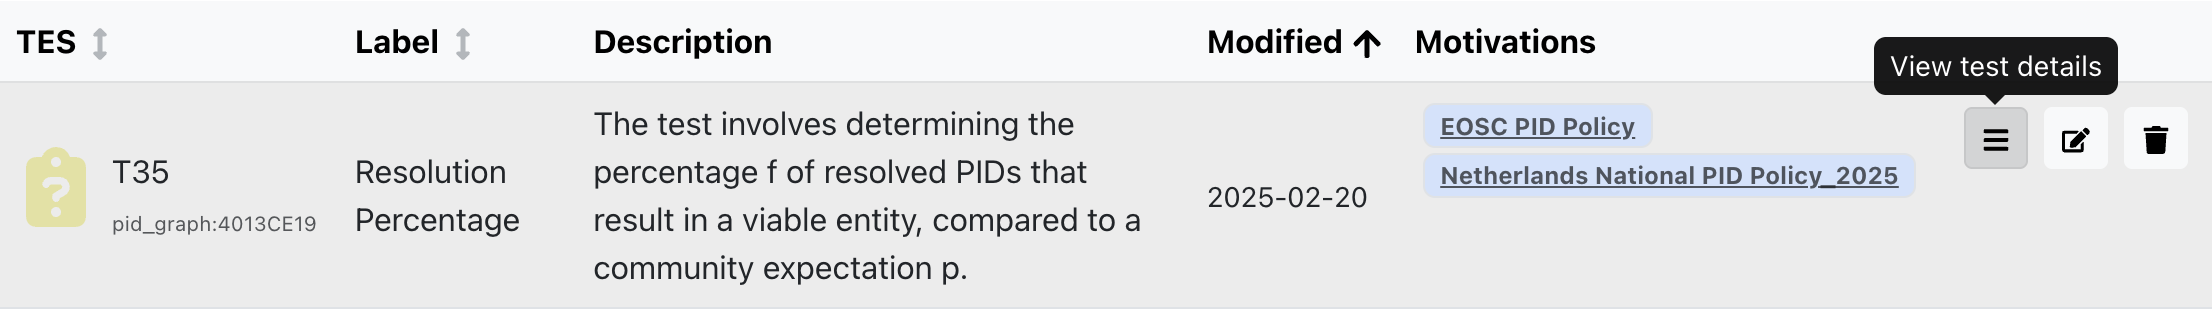 TES Label Description Modified Motivations
View test details
T35
pid_graph:4013CE19
Resolution
Percentage
The test involves determining the
percentage f of resolved PIDs that
result in a viable entity, compared to a
community expectation p.
2025-02-20
EOSC PID Policy
Netherlands National PID Policy_2025